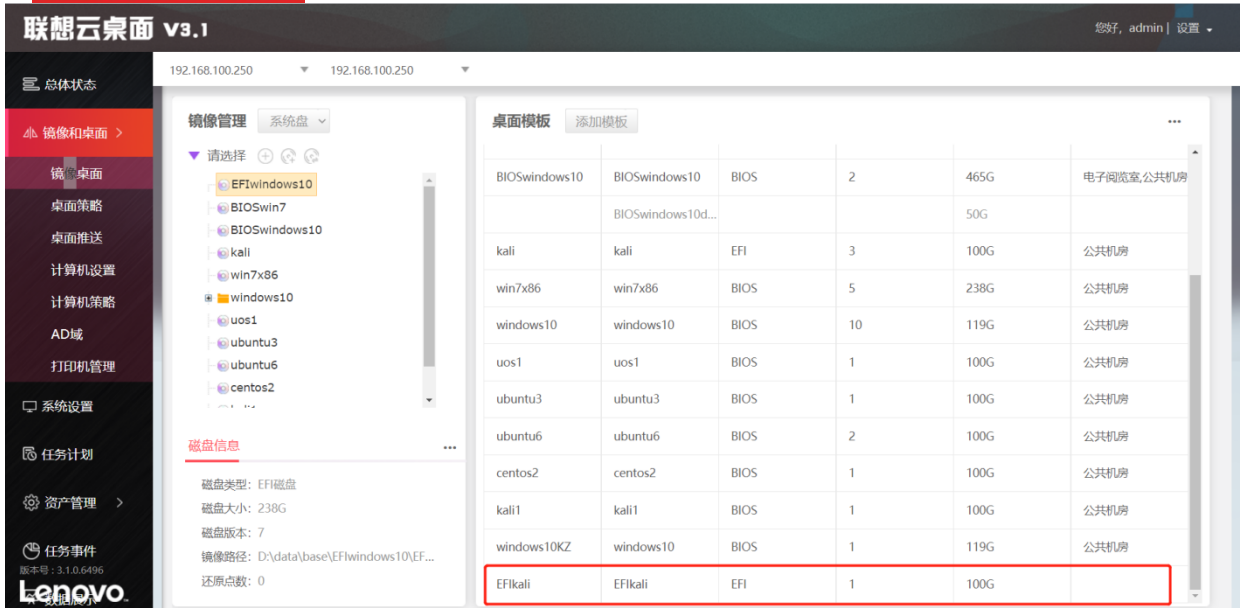 联想云桌面 V3.1
您好，admin | 设置
192.168.100.250 192.168.100.250
总体状态
镜像和桌面 >
镜像桌面
桌面策略
桌面推送
计算机设置
计算机策略
AD域
打印机管理
系统设置
任务计划
资产管理 >
任务事件
版本号：3.1.0.6496
Lenovo
镜像管理 系统盘
请选择
EFIwindows10
BIOSwin7
BIOSwindows10
kali
win7x86
windows10
uos1
ubuntu3
ubuntu6
centos2
磁盘信息 ...
磁盘类型：EFI磁盘
磁盘大小：238G
磁盘版本：7
镜像路径：D:\data\base\EFIwindows10\EF...
还原点数：0
桌面模板 添加模板 ...
BIOSwindows10 BIOSwindows10 BIOS 2 465G 电子阅览室,公共机房
BIOSwindows10d... 50G
kali kali EFI 3 100G 公共机房
win7x86 win7x86 BIOS 5 238G 公共机房
windows10 windows10 BIOS 10 119G 公共机房
uos1 uos1 BIOS 1 100G 公共机房
ubuntu3 ubuntu3 BIOS 1 100G 公共机房
ubuntu6 ubuntu6 BIOS 2 100G 公共机房
centos2 centos2 BIOS 1 100G 公共机房
kali1 kali1 BIOS 1 100G 公共机房
windows10KZ windows10 BIOS 1 119G 公共机房
EFIkali EFIkali EFI 1 100G